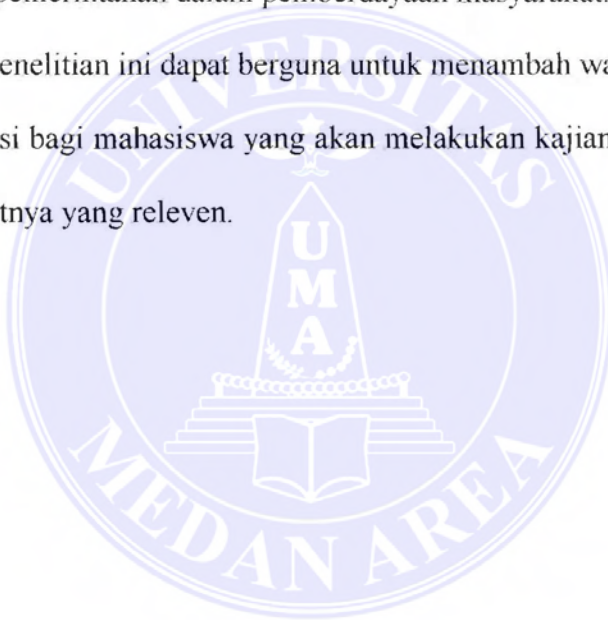 dalam pemberdayaan masyarakat
enelitian ini dapat berguna untuk menambah wa
si bagi mahasiswa yang akan melakukan kajian
tnya yang releven.
UNIVERSITAS
UMA
MEDAN AREA